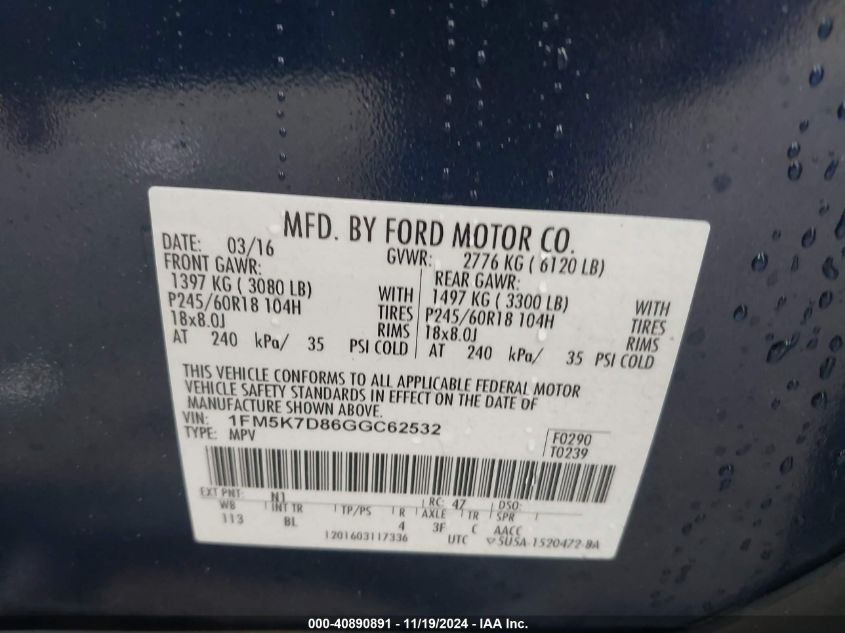 MFD. BY FORD MOTOR CO.
DATE: 03/16 GVWR: 2776 KG ( 6120 LB)
FRONT GAWR: REAR GAWR:
1397 KG ( 3080 LB) WITH 1497 KG ( 3300 LB) WITH
P245/60R18 104H TIRES P245/60R18 104H TIRES
18x8.0J RIMS 18x8.0J RIMS
AT 240 kPa/ 35 PSI COLD AT 240 kPa/ 35 PSI COLD
THIS VEHICLE CONFORMS TO ALL APPLICABLE FEDERAL MOTOR
VEHICLE SAFETY STANDARDS IN EFFECT ON THE DATE OF
MANUFACTURE SHOWN ABOVE.
VIN: 1FM5K7D86GGC62532
TYPE: MPV
F0290
T0239
EXT PNT: N1 RC: 47 DSO:
WB INT TR TP/PS R AXLE TR SPR
113 BL 4 3F C AACC
1201603117336 UTC ▽5USA-1520472-BA
000-40890891 - 11/19/2024 - IAA Inc.